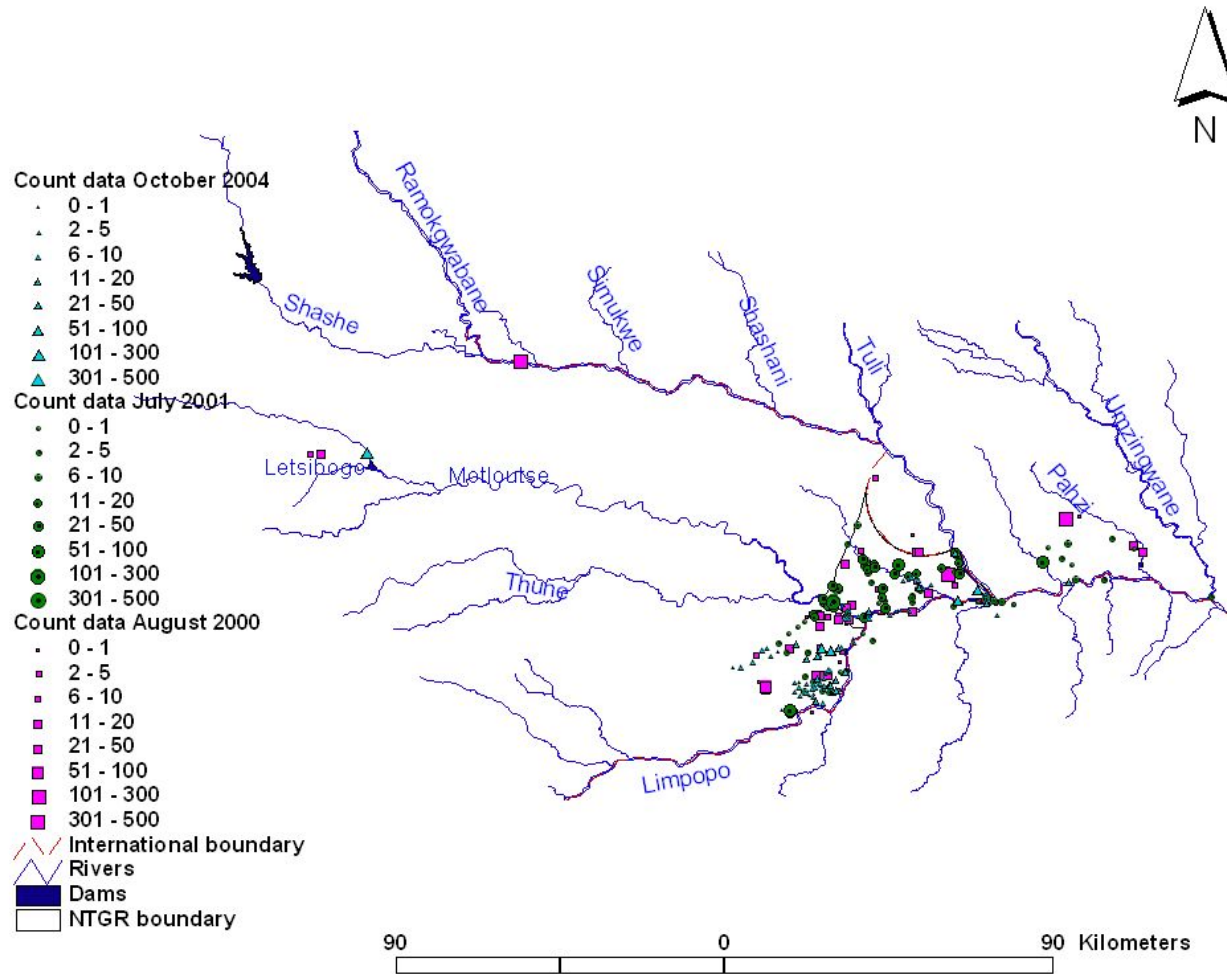 N
Count data October 2004
0 - 1
2 - 5
6 - 10
11 - 20
21 - 50
51 - 100
101 - 300
301 - 500
Count data July 2001
0 - 1
2 - 5
6 - 10
11 - 20
21 - 50
51 - 100
101 - 300
301 - 500
Count data August 2000
0 - 1
2 - 5
6 - 10
11 - 20
21 - 50
51 - 100
101 - 300
301 - 500
International boundary
Rivers
Dams
NTGR boundary
Ramokgwabane
Shashe
Simukwe
Shashani
Tuli
Umzingwane
Pahzi
Letsibogo
Motloutse
Thune
Limpopo
90 0 90 Kilometers